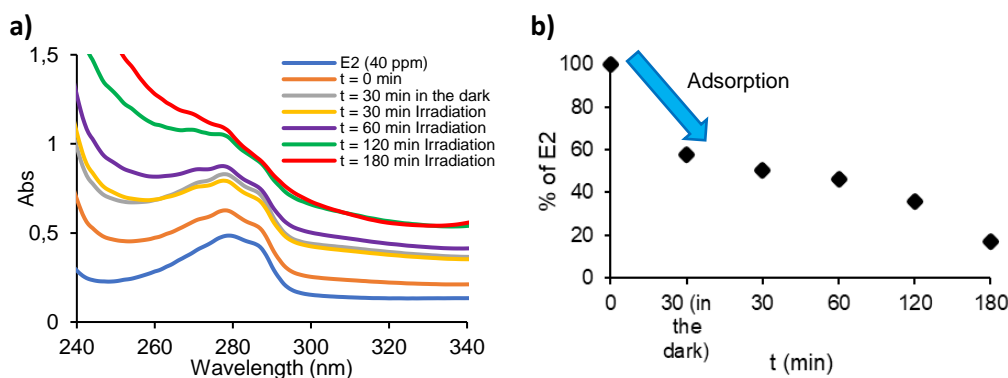 a)
Abs
1,5
1
0,5
0
240
260
280
300
320
340
Wavelength (nm)
E2 (40 ppm)
t = 0 min
t = 30 min in the dark
t = 30 min Irradiation
t = 60 min Irradiation
t = 120 min Irradiation
t = 180 min Irradiation
b)
% of E2
100
80
60
40
20
0
Adsorption
0
30 (in
the
dark)
30
60
120
180
t (min)